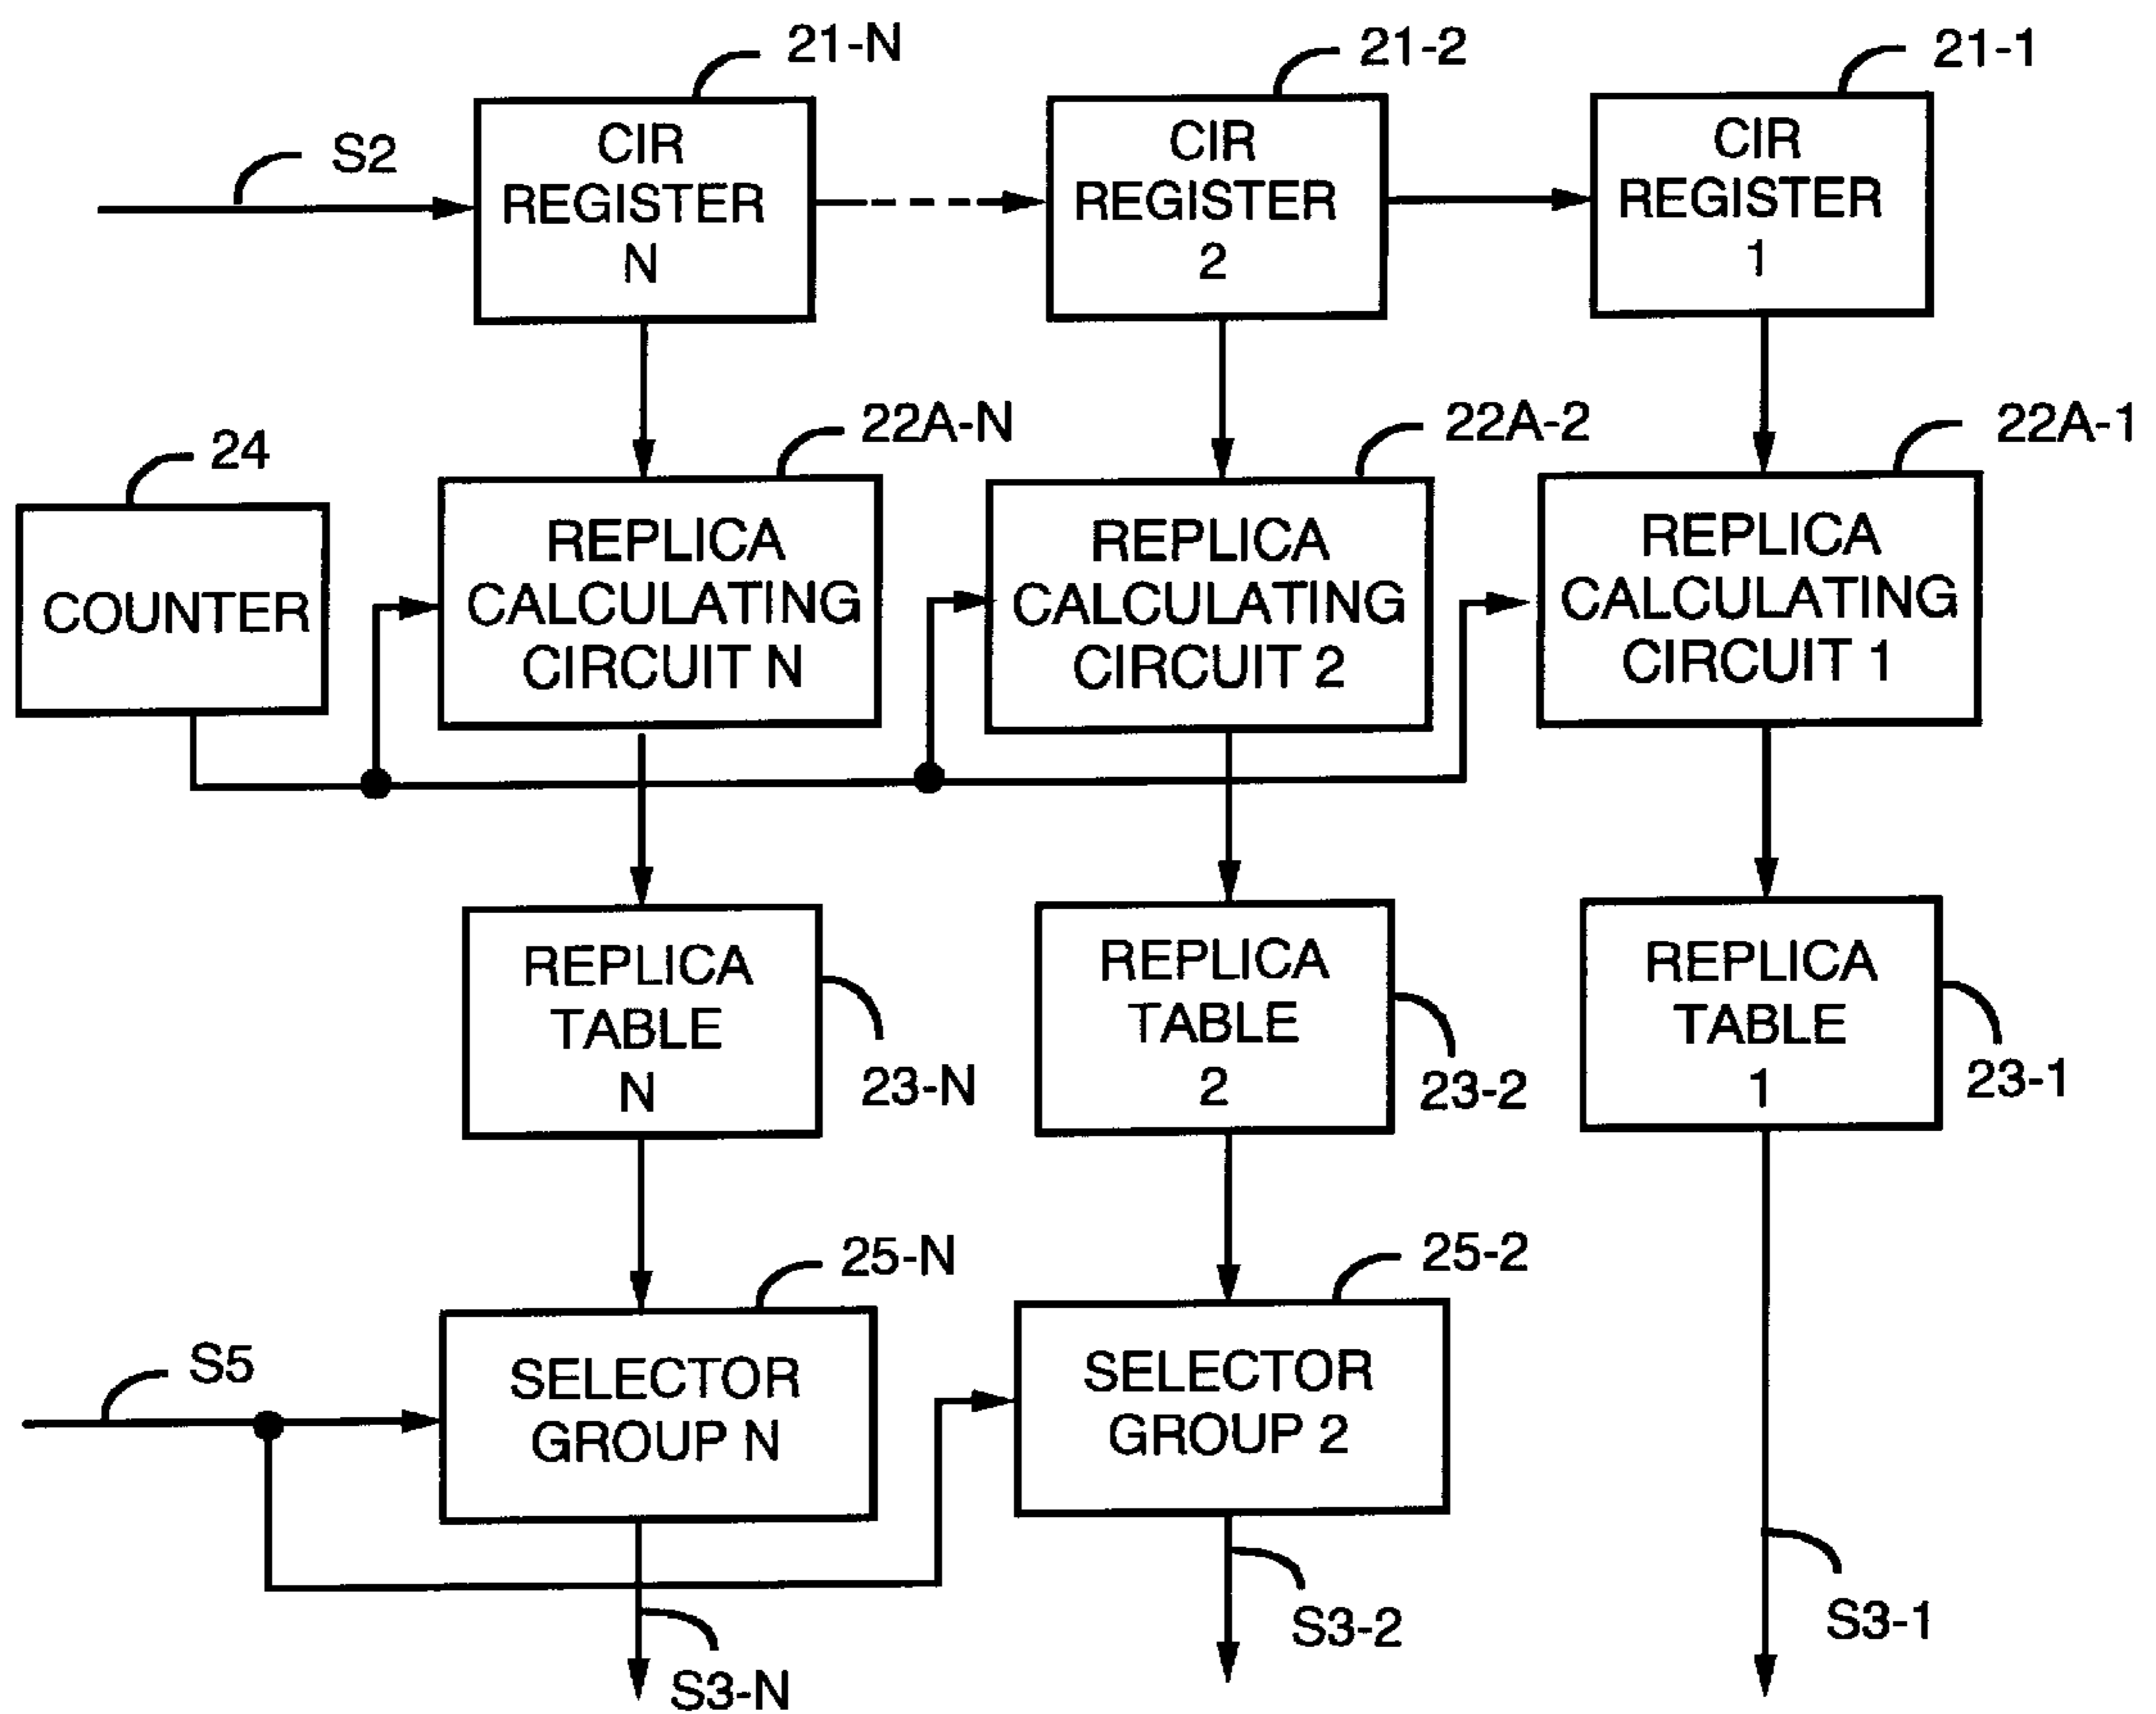 21-N
21-2
21-1
S2
CIR
REGISTER
N
CIR
REGISTER
2
CIR
REGISTER
1
24
22A-N
22A-2
22A-1
COUNTER
REPLICA
CALCULATING
CIRCUIT N
REPLICA
CALCULATING
CIRCUIT 2
REPLICA
CALCULATING
CIRCUIT 1
REPLICA
TABLE
N
23-N
REPLICA
TABLE
2
23-2
REPLICA
TABLE
1
23-1
25-N
25-2
S5
SELECTOR
GROUP N
SELECTOR
GROUP 2
S3-N
S3-2
S3-1